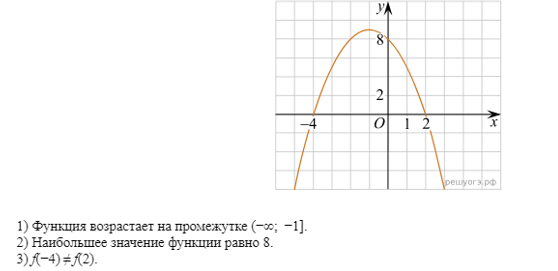 y
8
2
−4 O 1 2 x
решуогэ.рф
1) Функция возрастает на промежутке (−∞; −1].
2) Наибольшее значение функции равно 8.
3) f(−4) ≠ f(2).